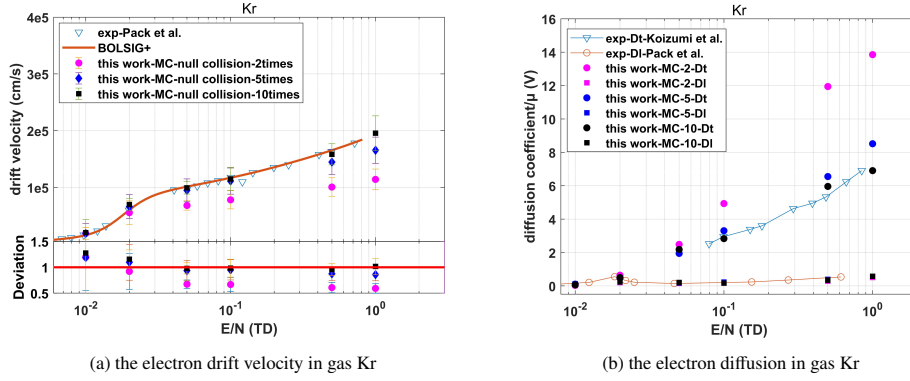 Kr
4e5
3e5
2e5
1e5
drift velocity (cm/s)
exp-Pack et al.
BOLSIG+
this work-MC-null collision-2times
this work-MC-null collision-5times
this work-MC-null collision-10times
1.5
1
0.5
Deviation
10⁻² 10⁻¹ 10⁰
E/N (TD)
(a) the electron drift velocity in gas Kr
Kr
16
14
12
10
8
6
4
2
0
diffusion coefficient/μ (V)
exp-Dt-Koizumi et al.
exp-Dl-Pack et al.
this work-MC-2-Dt
this work-MC-2-Dl
this work-MC-5-Dt
this work-MC-5-Dl
this work-MC-10-Dt
this work-MC-10-Dl
10⁻² 10⁻¹ 10⁰
E/N (TD)
(b) the electron diffusion in gas Kr